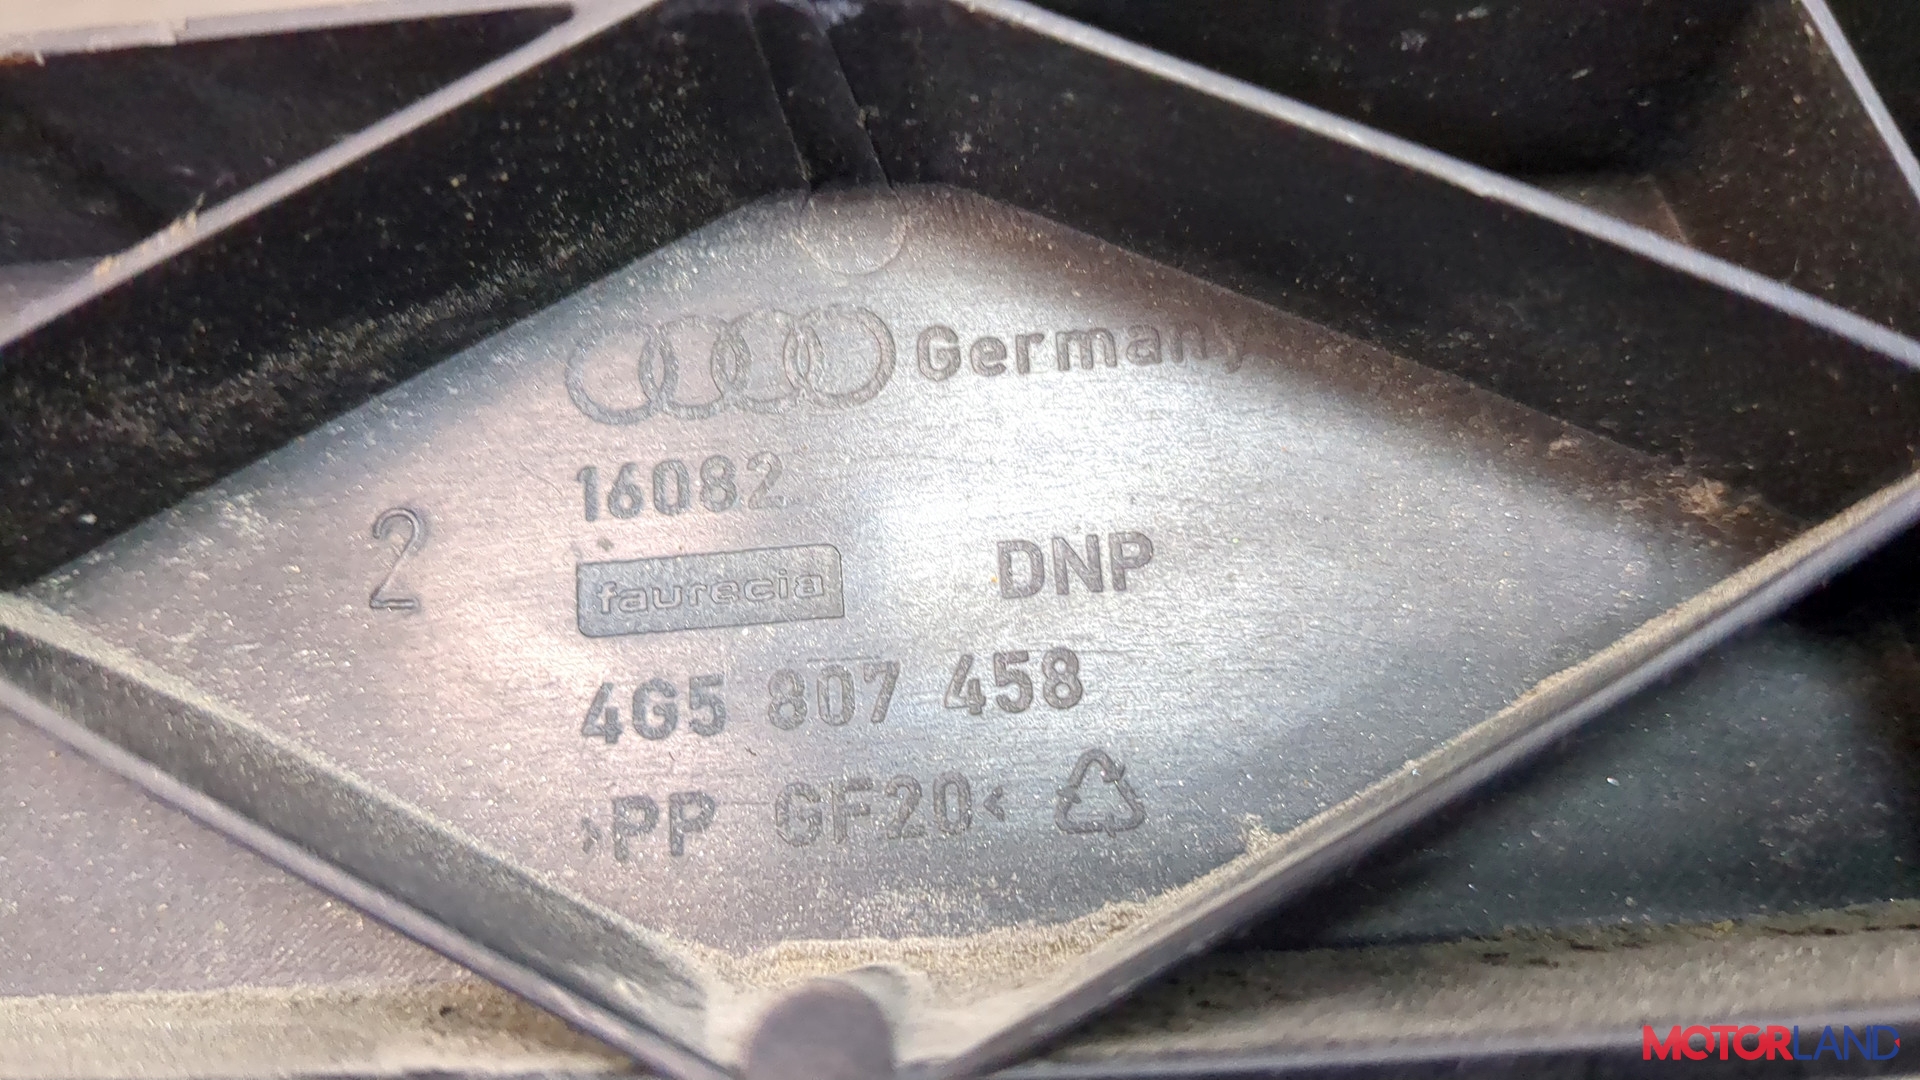 Germany
16082
2
faurecia
DNP
4G5 807 458
>PP GF20<
MOTORLAND